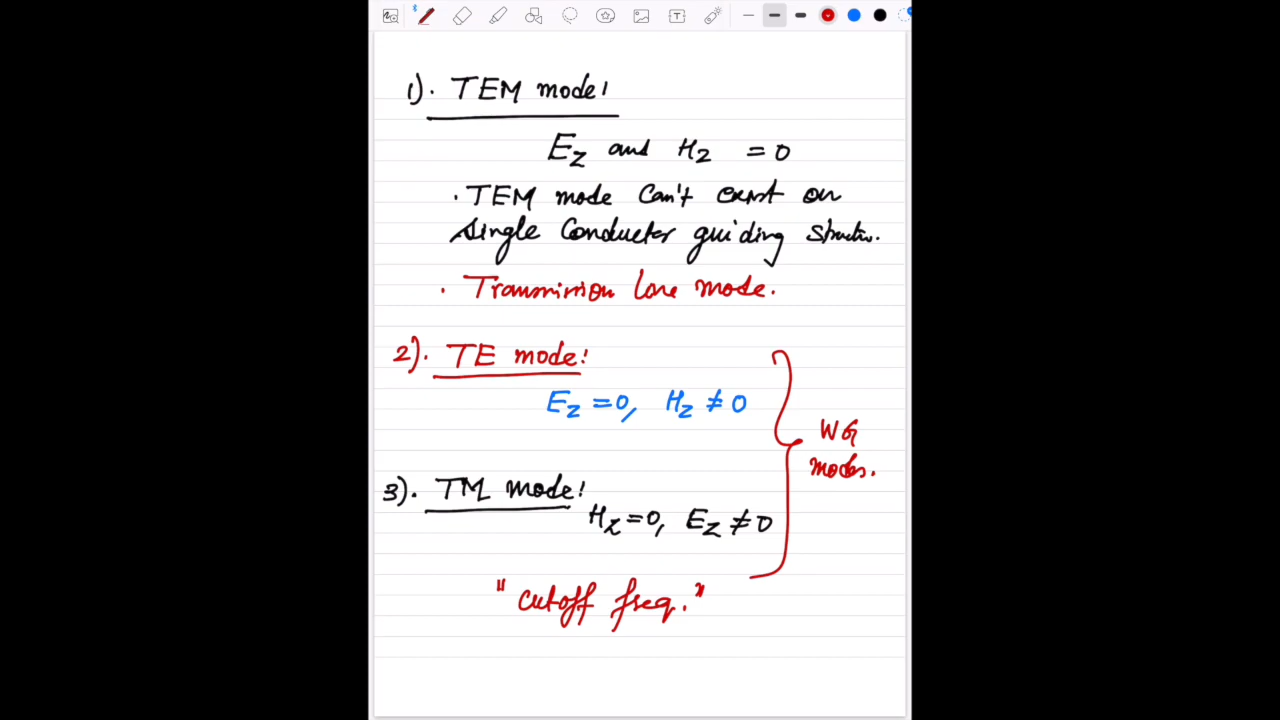 1). TEM mode!
Ez and Hz = 0
. TEM mode can't exist on
single conductor guiding structu.
. Transmission line mode.
2). TE mode!
Ez = 0, Hz ≠ 0
WG
modes.
3). TM mode!
Hz = 0, Ez ≠ 0
"cutoff freq."